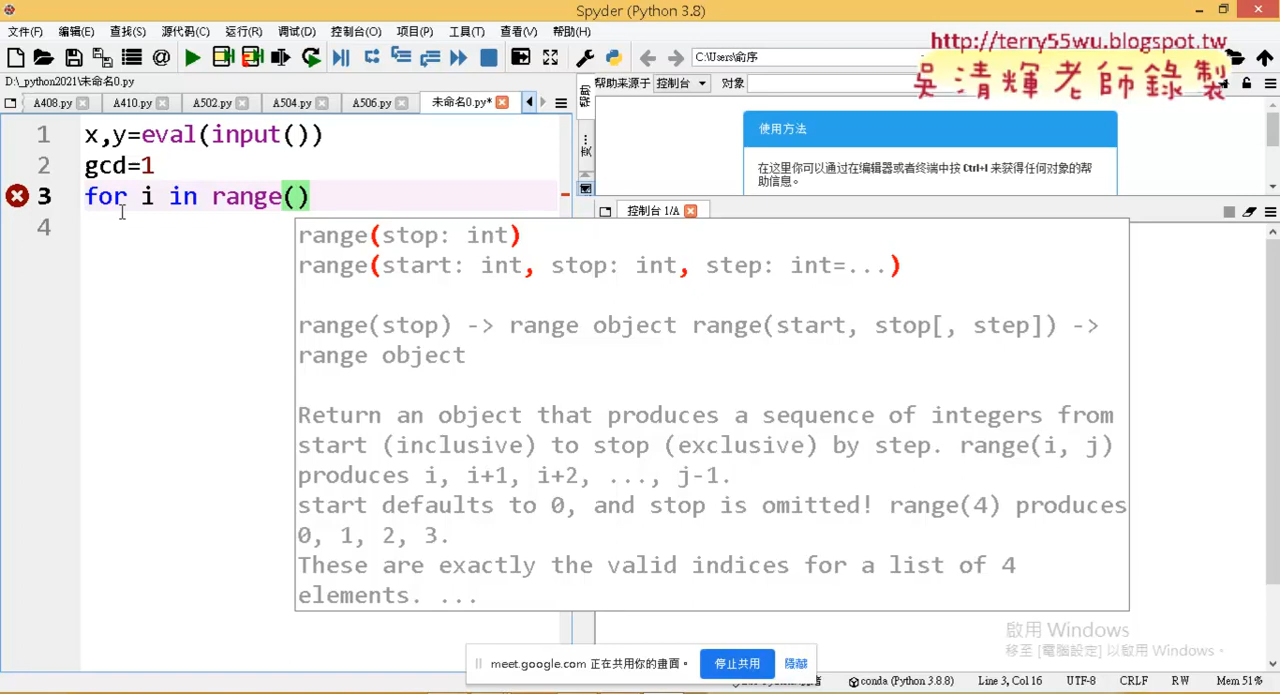 Spyder (Python 3.8)
文件(F) 编辑(E) 查找(S) 源代码(C) 运行(R) 调试(D) 控制台(O) 项目(P) 工具(T) 查看(V) 帮助(H)
C:\Users\俞序
http://terry55wu.blogspot.tw
吳清輝老師錄製
D:\_python2021\未命名0.py
A408.py A410.py A502.py A504.py A506.py 未命名0.py*
帮助来源于 控制台 对象
1 x,y=eval(input())
2 gcd=1
3 for i in range()
4
使用方法
在这里你可以通过在编辑器或者终端中按 Ctrl+I 来获得任何对象的帮
助信息。
控制台 1/A
range(stop: int)
range(start: int, stop: int, step: int=...)
range(stop) -> range object range(start, stop[, step]) ->
range object
Return an object that produces a sequence of integers from
start (inclusive) to stop (exclusive) by step. range(i, j)
produces i, i+1, i+2, ..., j-1.
start defaults to 0, and stop is omitted! range(4) produces
0, 1, 2, 3.
These are exactly the valid indices for a list of 4
elements. ...
啟用 Windows
移至 [電腦設定] 以啟用 Windows。
meet.google.com 正在共用你的畫面。 停止共用 隱藏
conda (Python 3.8.8) Line 3, Col 16 UTF-8 CRLF RW Mem 51%